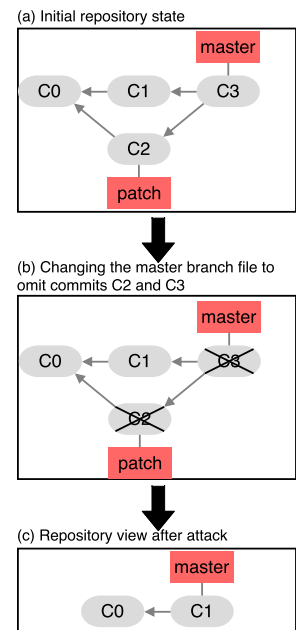 (a) Initial repository state
master
C0 C1 C3
C2
patch
(b) Changing the master branch file to
omit commits C2 and C3
master
C0 C1 C3
C2
patch
(c) Repository view after attack
master
C0 C1